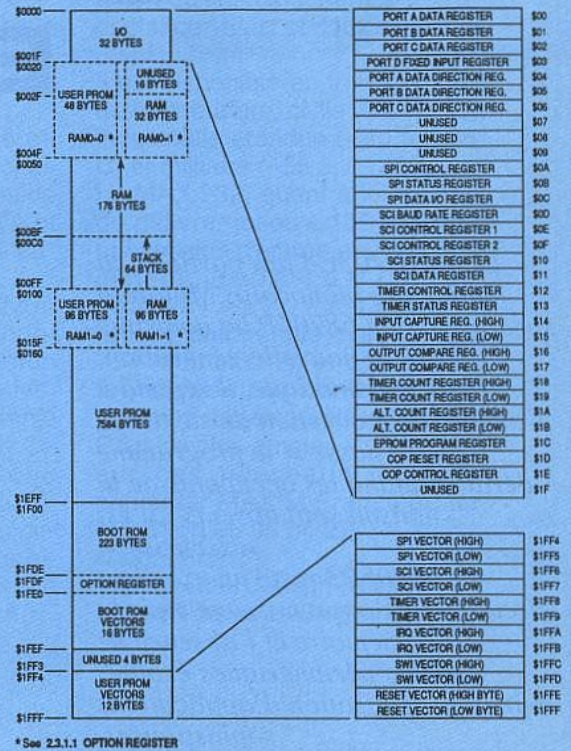 $0000
I/O
32 BYTES
$001F
$0020
USER PROM
48 BYTES
RAM0=0 *
UNUSED
16 BYTES
$002F
RAM
32 BYTES
RAM0=1 *
$004F
$0050
RAM
176 BYTES
$00BF
$00C0
STACK
64 BYTES
$00FF
$0100
USER PROM
96 BYTES
RAM1=0 *
RAM
96 BYTES
RAM1=1 *
$015F
$0160
USER PROM
7584 BYTES
$1EFF
$1F00
BOOT ROM
223 BYTES
$1FDE
$1FDF OPTION REGISTER
$1FE0
BOOT ROM
VECTORS
16 BYTES
$1FEF
UNUSED 4 BYTES
$1FF3
$1FF4
USER PROM
VECTORS
12 BYTES
$1FFF
PORT A DATA REGISTER $00
PORT B DATA REGISTER $01
PORT C DATA REGISTER $02
PORT D FIXED INPUT REGISTER $03
PORT A DATA DIRECTION REG. $04
PORT B DATA DIRECTION REG. $05
PORT C DATA DIRECTION REG. $06
UNUSED $07
UNUSED $08
UNUSED $09
SPI CONTROL REGISTER $0A
SPI STATUS REGISTER $0B
SPI DATA I/O REGISTER $0C
SCI BAUD RATE REGISTER $0D
SCI CONTROL REGISTER 1 $0E
SCI CONTROL REGISTER 2 $0F
SCI STATUS REGISTER $10
SCI DATA REGISTER $11
TIMER CONTROL REGISTER $12
TIMER STATUS REGISTER $13
INPUT CAPTURE REG. (HIGH) $14
INPUT CAPTURE REG. (LOW) $15
OUTPUT COMPARE REG. (HIGH) $16
OUTPUT COMPARE REG. (LOW) $17
TIMER COUNT REGISTER (HIGH) $18
TIMER COUNT REGISTER (LOW) $19
ALT. COUNT REGISTER (HIGH) $1A
ALT. COUNT REGISTER (LOW) $1B
EPROM PROGRAM REGISTER $1C
COP RESET REGISTER $1D
COP CONTROL REGISTER $1E
UNUSED $1F
SPI VECTOR (HIGH) $1FF4
SPI VECTOR (LOW) $1FF5
SCI VECTOR (HIGH) $1FF6
SCI VECTOR (LOW) $1FF7
TIMER VECTOR (HIGH) $1FF8
TIMER VECTOR (LOW) $1FF9
IRQ VECTOR (HIGH) $1FFA
IRQ VECTOR (LOW) $1FFB
SWI VECTOR (HIGH) $1FFC
SWI VECTOR (LOW) $1FFD
RESET VECTOR (HIGH BYTE) $1FFE
RESET VECTOR (LOW BYTE) $1FFF
* See 2.3.1.1 OPTION REGISTER